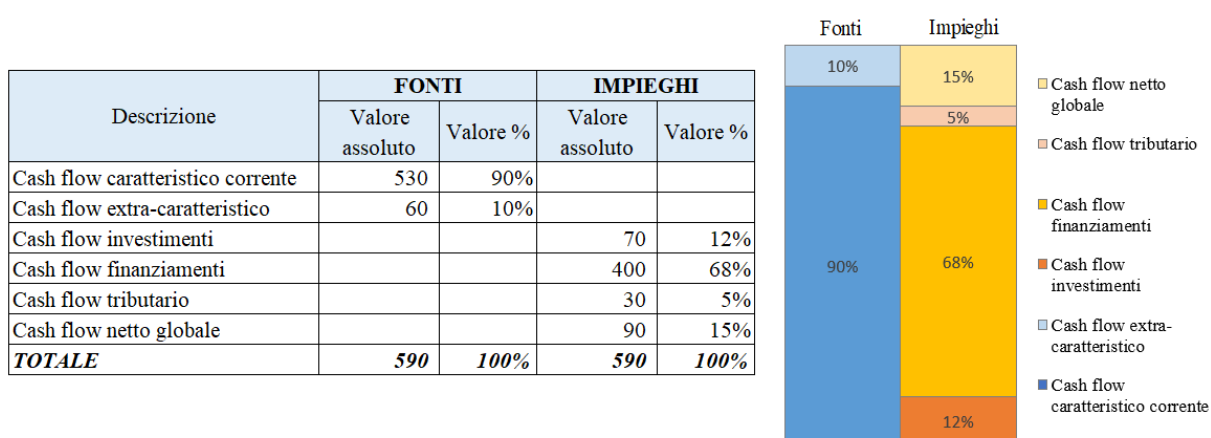 Descrizione FONTI IMPIEGHI
Valore assoluto Valore % Valore assoluto Valore %
Cash flow caratteristico corrente 530 90%
Cash flow extra-caratteristico 60 10%
Cash flow investimenti 70 12%
Cash flow finanziamenti 400 68%
Cash flow tributario 30 5%
Cash flow netto globale 90 15%
TOTALE 590 100% 590 100%
Fonti Impieghi
10% 15%
5%
90% 68%
12%
Cash flow netto
globale
Cash flow tributario
Cash flow
finanziamenti
Cash flow
investimenti
Cash flow extra-
caratteristico
Cash flow
caratteristico corrente